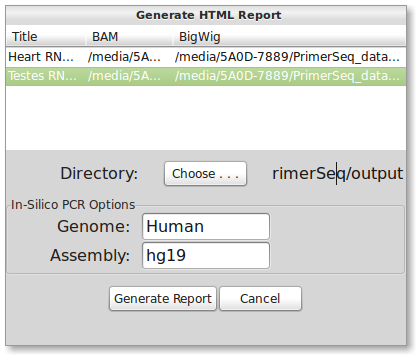 Generate HTML Report
Title BAM BigWig
Heart RN... /media/5A... /media/5A0D-7889/PrimerSeq_data...
Testes RN... /media/5A... /media/5A0D-7889/PrimerSeq_data...
Directory: Choose . . . rimerSeq/output
In-Silico PCR Options
Genome: Human
Assembly: hg19
Generate Report Cancel